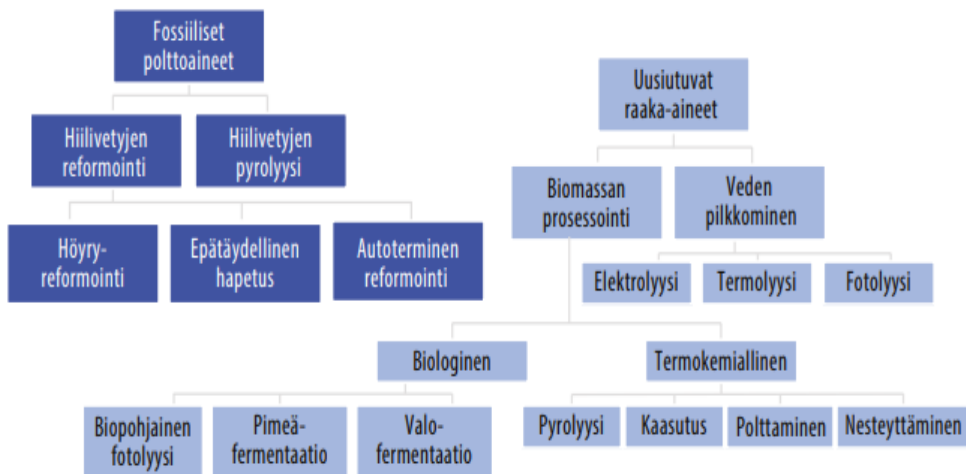 Fossiiliset
polttoaineet
Hiilivetyjen
reformointi
Hiilivetyjen
pyrolyysi
Höyry-
reformointi
Epätäydellinen
hapetus
Autoterminen
reformointi
Uusiutuvat
raaka-aineet
Biomassan
prosessointi
Veden
pilkkominen
Elektrolyysi
Termolyysi
Fotolyysi
Biologinen
Termokemiallinen
Biopohjainen
fotolyysi
Pimeä-
fermentaatio
Valo-
fermentaatio
Pyrolyysi
Kaasutus
Polttaminen
Nesteyttäminen